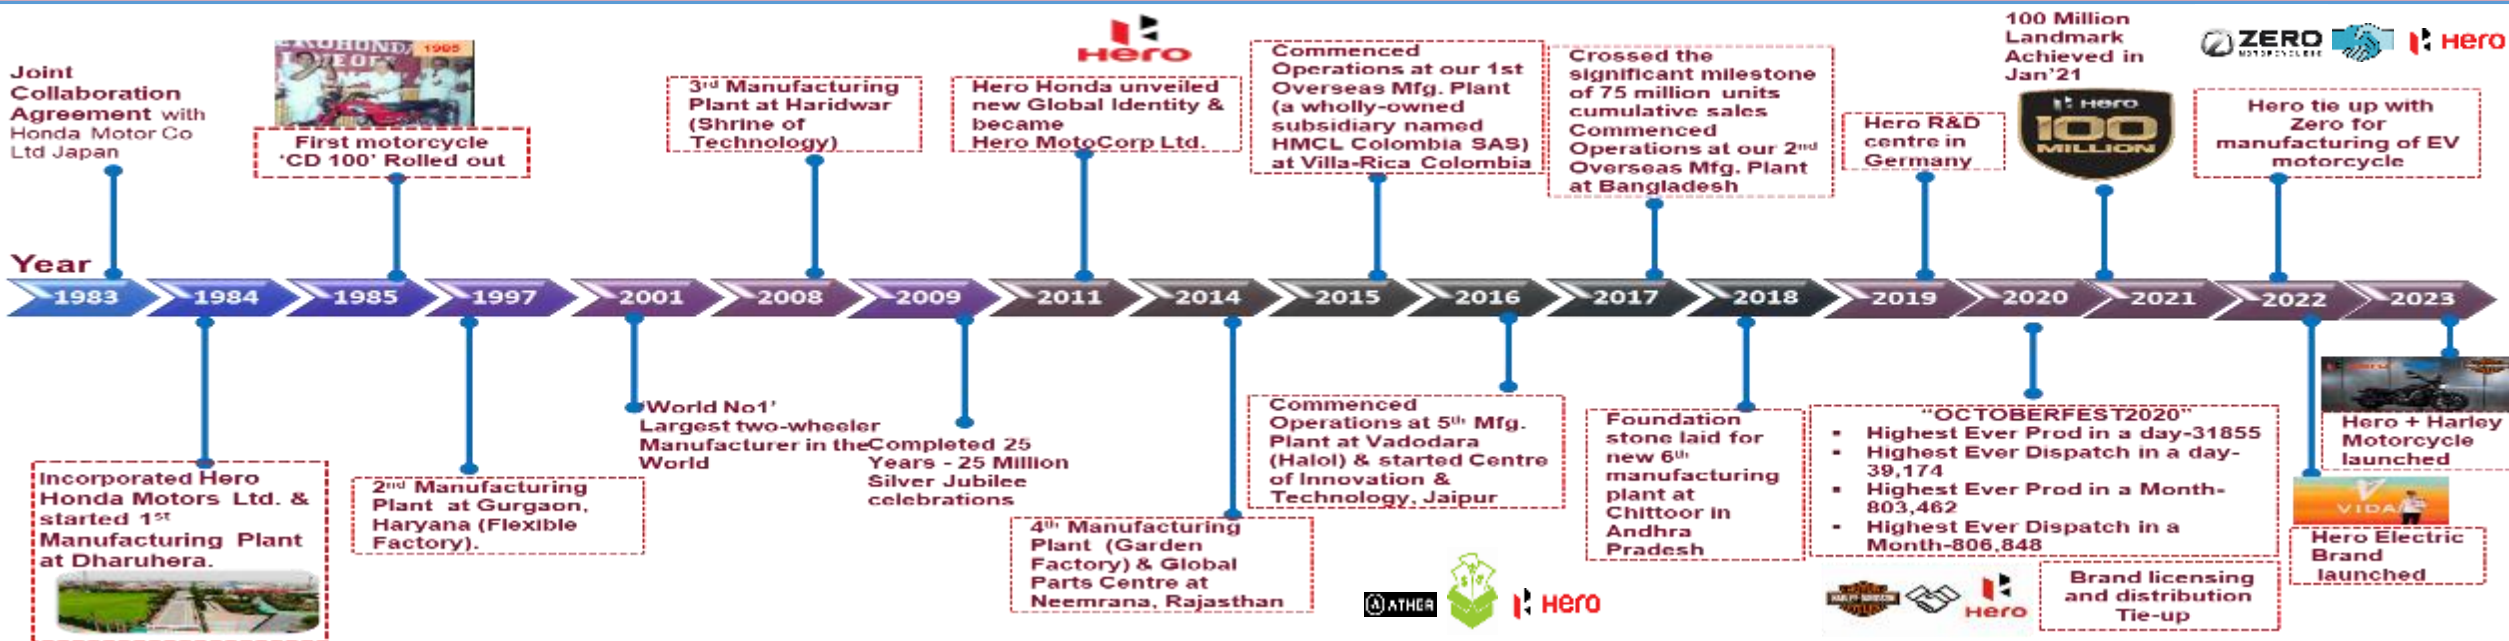 Joint
Collaboration
Agreement with
Honda Motor Co
Ltd Japan
1985
First motorcycle
‘CD 100’ Rolled out
3rd Manufacturing
Plant at Haridwar
(Shrine of
Technology)
Hero
Hero Honda unveiled
new Global Identity &
became
Hero MotoCorp Ltd.
Commenced
Operations at our 1st
Overseas Mfg. Plant
(a wholly-owned
subsidiary named
HMCL Colombia SAS)
at Villa-Rica Colombia
Crossed the
significant milestone
of 75 million units
cumulative sales
Commenced
Operations at our 2nd
Overseas Mfg. Plant
at Bangladesh
Hero R&D
centre in
Germany
100 Million
Landmark
Achieved in
Jan’21
Hero
100
MILLION
ZERO
MOTORCYCLES
Hero
Hero tie up with
Zero for
manufacturing of EV
motorcycle
Year
1983
1984
1985
1997
2001
2008
2009
2011
2014
2015
2016
2017
2018
2019
2020
2021
2022
2023
Incorporated Hero
Honda Motors Ltd. &
started 1st
Manufacturing Plant
at Dharuhera.
2nd Manufacturing
Plant at Gurgaon,
Haryana (Flexible
Factory).
‘World No1’
Largest two-wheeler
Manufacturer in the
World
Completed 25
Years - 25 Million
Silver Jubilee
celebrations
4th Manufacturing
Plant (Garden
Factory) & Global
Parts Centre at
Neemrana, Rajasthan
Commenced
Operations at 5th Mfg.
Plant at Vadodara
(Halol) & started Centre
of Innovation &
Technology, Jaipur
ATHER
Hero
Foundation
stone laid for
new 6th
manufacturing
plant at
Chittoor in
Andhra
Pradesh
“OCTOBERFEST2020”
▪ Highest Ever Prod in a day-31855
▪ Highest Ever Dispatch in a day-
39,174
▪ Highest Ever Prod in a Month-
803,462
▪ Highest Ever Dispatch in a
Month-806,848
HARLEY-DAVIDSON
Hero
Brand licensing
and distribution
Tie-up
Hero + Harley
Motorcycle
launched
VIDA
Hero Electric
Brand
launched